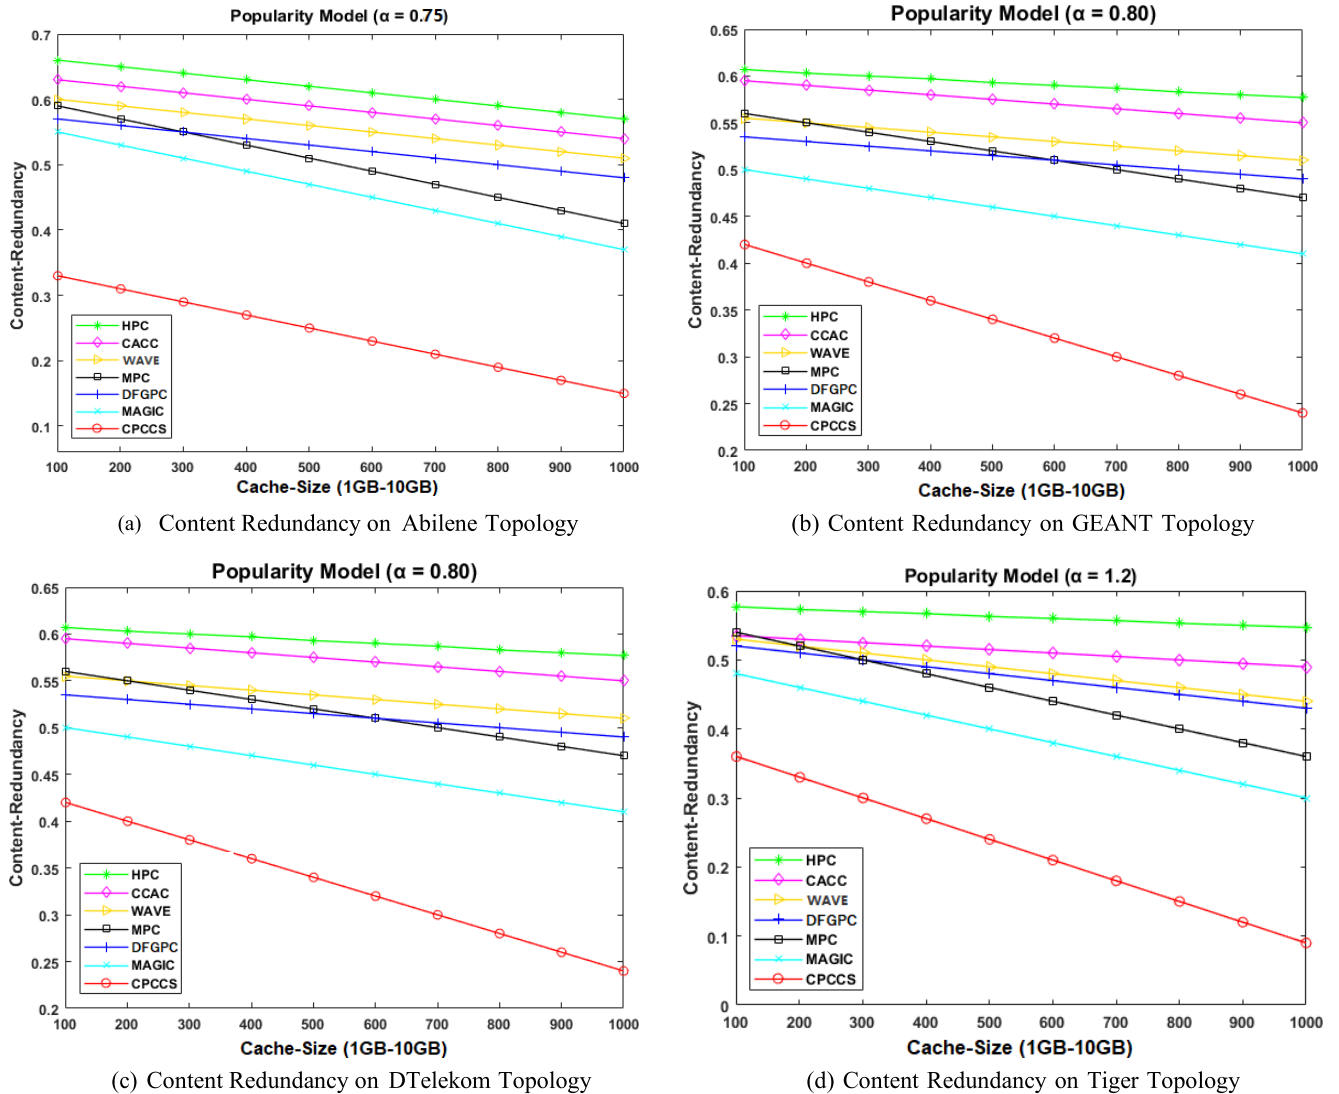 Popularity Model (α = 0.75)
0.7
0.6
0.5
0.4
0.3
0.2
0.1
Content-Redundancy
HPC
CACC
WAVE
MPC
DFGPC
MAGIC
CPCCS
100 200 300 400 500 600 700 800 900 1000
Cache-Size (1GB-10GB)
(a) Content Redundancy on Abilene Topology
Popularity Model (α = 0.80)
0.65
0.6
0.55
0.5
0.45
0.4
0.35
0.3
0.25
0.2
Content-Redundancy
HPC
CCAC
WAVE
MPC
DFGPC
MAGIC
CPCCS
100 200 300 400 500 600 700 800 900 1000
Cache-Size (1GB-10GB)
(b) Content Redundancy on GEANT Topology
Popularity Model (α = 0.80)
0.65
0.6
0.55
0.5
0.45
0.4
0.35
0.3
0.25
0.2
Content-Redundancy
HPC
CCAC
WAVE
MPC
DFGPC
MAGIC
CPCCS
100 200 300 400 500 600 700 800 900 1000
Cache-Size (1GB-10GB)
(c) Content Redundancy on DTelekom Topology
Popularity Model (α = 1.2)
0.6
0.5
0.4
0.3
0.2
0.1
0
Content-Redundancy
HPC
CACC
WAVE
DFGPC
MPC
MAGIC
CPCCS
100 200 300 400 500 600 700 800 900 1000
Cache-Size (1GB-10GB)
(d) Content Redundancy on Tiger Topology